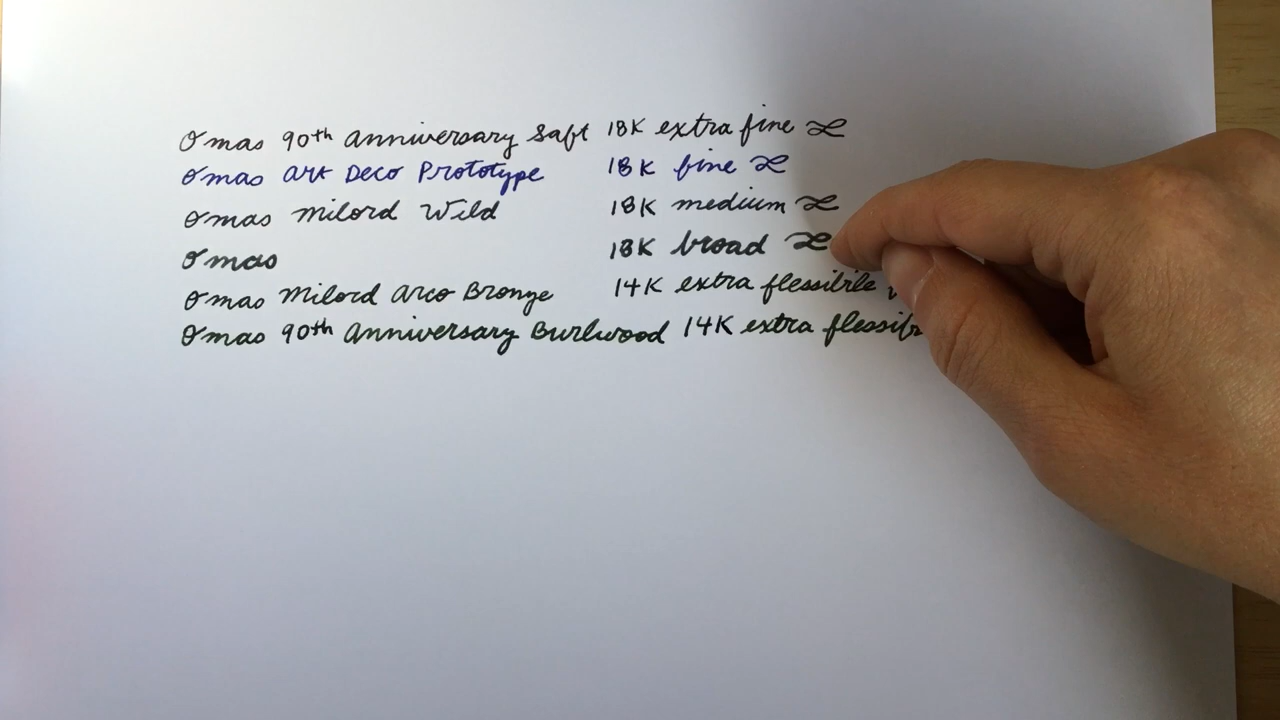 Omas 90th Anniversary Saft 18K extra fine
Omas Art Deco Prototype 18K fine
Omas Milord Wild 18K medium
Omas 18K broad
Omas Milord Arco Bronze 14K extra flessibile
Omas 90th Anniversary Burlwood 14K extra